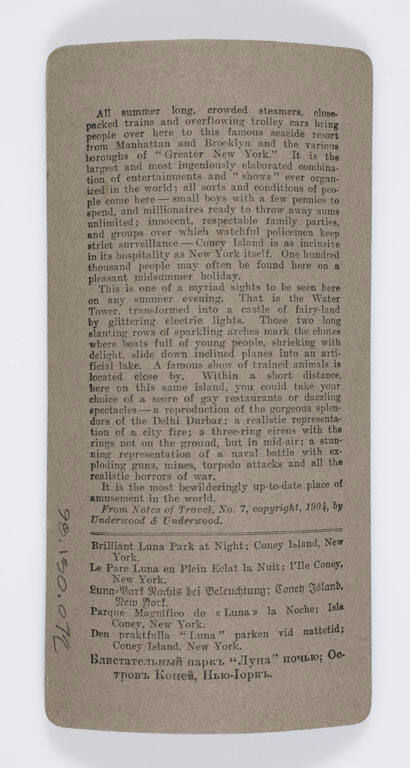 All summer long, crowded steamers, close-
packed trains and overflowing trolley cars bring
people over here to this famous seaside resort
from Manhattan and Brooklyn and the various
boroughs of "Greater New York." It is the
largest and most ingeniously elaborated combina-
tion of entertainments and "shows" ever organ-
ized in the world; all sorts and conditions of peo-
ple come here — small boys with a few pennies to
spend, and millionaires ready to throw away sums
unlimited; innocent, respectable family parties,
and groups over which watchful policemen keep
strict surveillance — Coney Island is as inclusive
in its hospitality as New York itself. One hundred
thousand people may often be found here on a
pleasant midsummer holiday.
This is one of a myriad sights to be seen here
on any summer evening. That is the Water
Tower, transformed into a castle of fairy-land
by glittering electric lights. Those two long
slanting rows of sparkling arches mark the chutes
where boats full of young people, shrieking with
delight, slide down inclined planes into an arti-
ficial lake. A famous show of trained animals is
located close by. Within a short distance,
here on this same island, you could take your
choice of a score of gay restaurants or dazzling
spectacles — a reproduction of the gorgeous splen-
dors of the Delhi Durbar; a realistic representa-
tion of a city fire; a three-ring circus with the
rings not on the ground, but in mid-air; a stun-
ning representation of a naval battle with ex-
ploding guns, mines, torpedo attacks and all the
realistic horrors of war.
It is the most bewilderingly up-to-date place of
amusement in the world.
From Notes of Travel, No. 7, copyright, 1904, by
Underwood & Underwood.
Brilliant Luna Park at Night; Coney Island, New
York.
Le Parc Luna en Plein Eclat la Nuit; l'Ile Coney,
New York.
Luna-Park Nachts bei Beleuchtung; Coney Island,
New York.
Parque Magnifico de « Luna » la Noche; Isla
Coney, New York.
Den praktfulla "Luna" parken vid nattetid;
Coney Island, New York.
Блистательный паркъ "Луна" ночью; Ос-
тровъ Коней, Нью-Іоркъ.
98.150.072